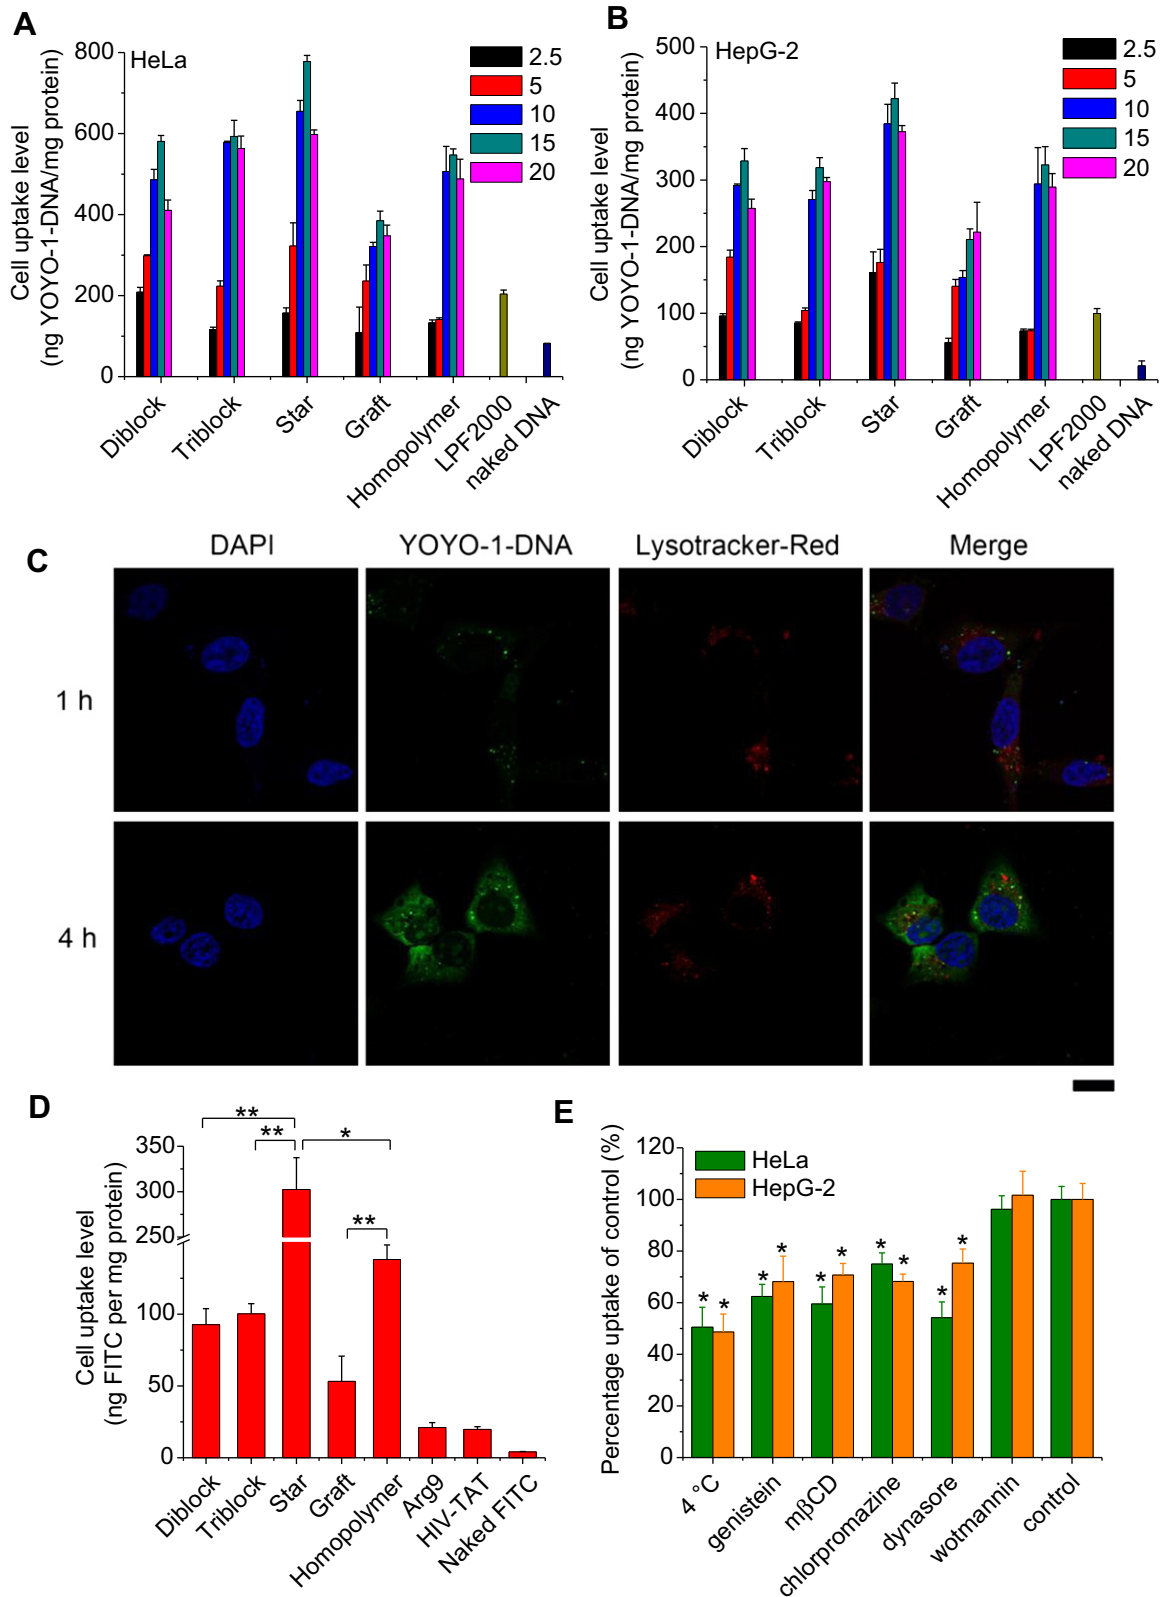 A
HeLa
Cell uptake level
(ng YOYO-1-DNA/mg protein)
800
600
400
200
0
2.5
5
10
15
20
Diblock
Triblock
Star
Graft
Homopolymer
LPF2000
naked DNA
B
HepG-2
Cell uptake level
(ng YOYO-1-DNA/mg protein)
500
400
300
200
100
0
2.5
5
10
15
20
Diblock
Triblock
Star
Graft
Homopolymer
LPF2000
naked DNA
C
DAPI YOYO-1-DNA Lysotracker-Red Merge
1 h
4 h
D
Cell uptake level
(ng FITC per mg protein)
350
300
250
100
50
0
**
**
*
**
Diblock
Triblock
Star
Graft
Homopolymer
Arg9
HIV-TAT
Naked FITC
E
Percentage uptake of control (%)
120
100
80
60
40
20
0
HeLa
HepG-2
* * * * * * * * * *
4 °C
genistein
mβCD
chlorpromazine
dynasore
wotmannin
control